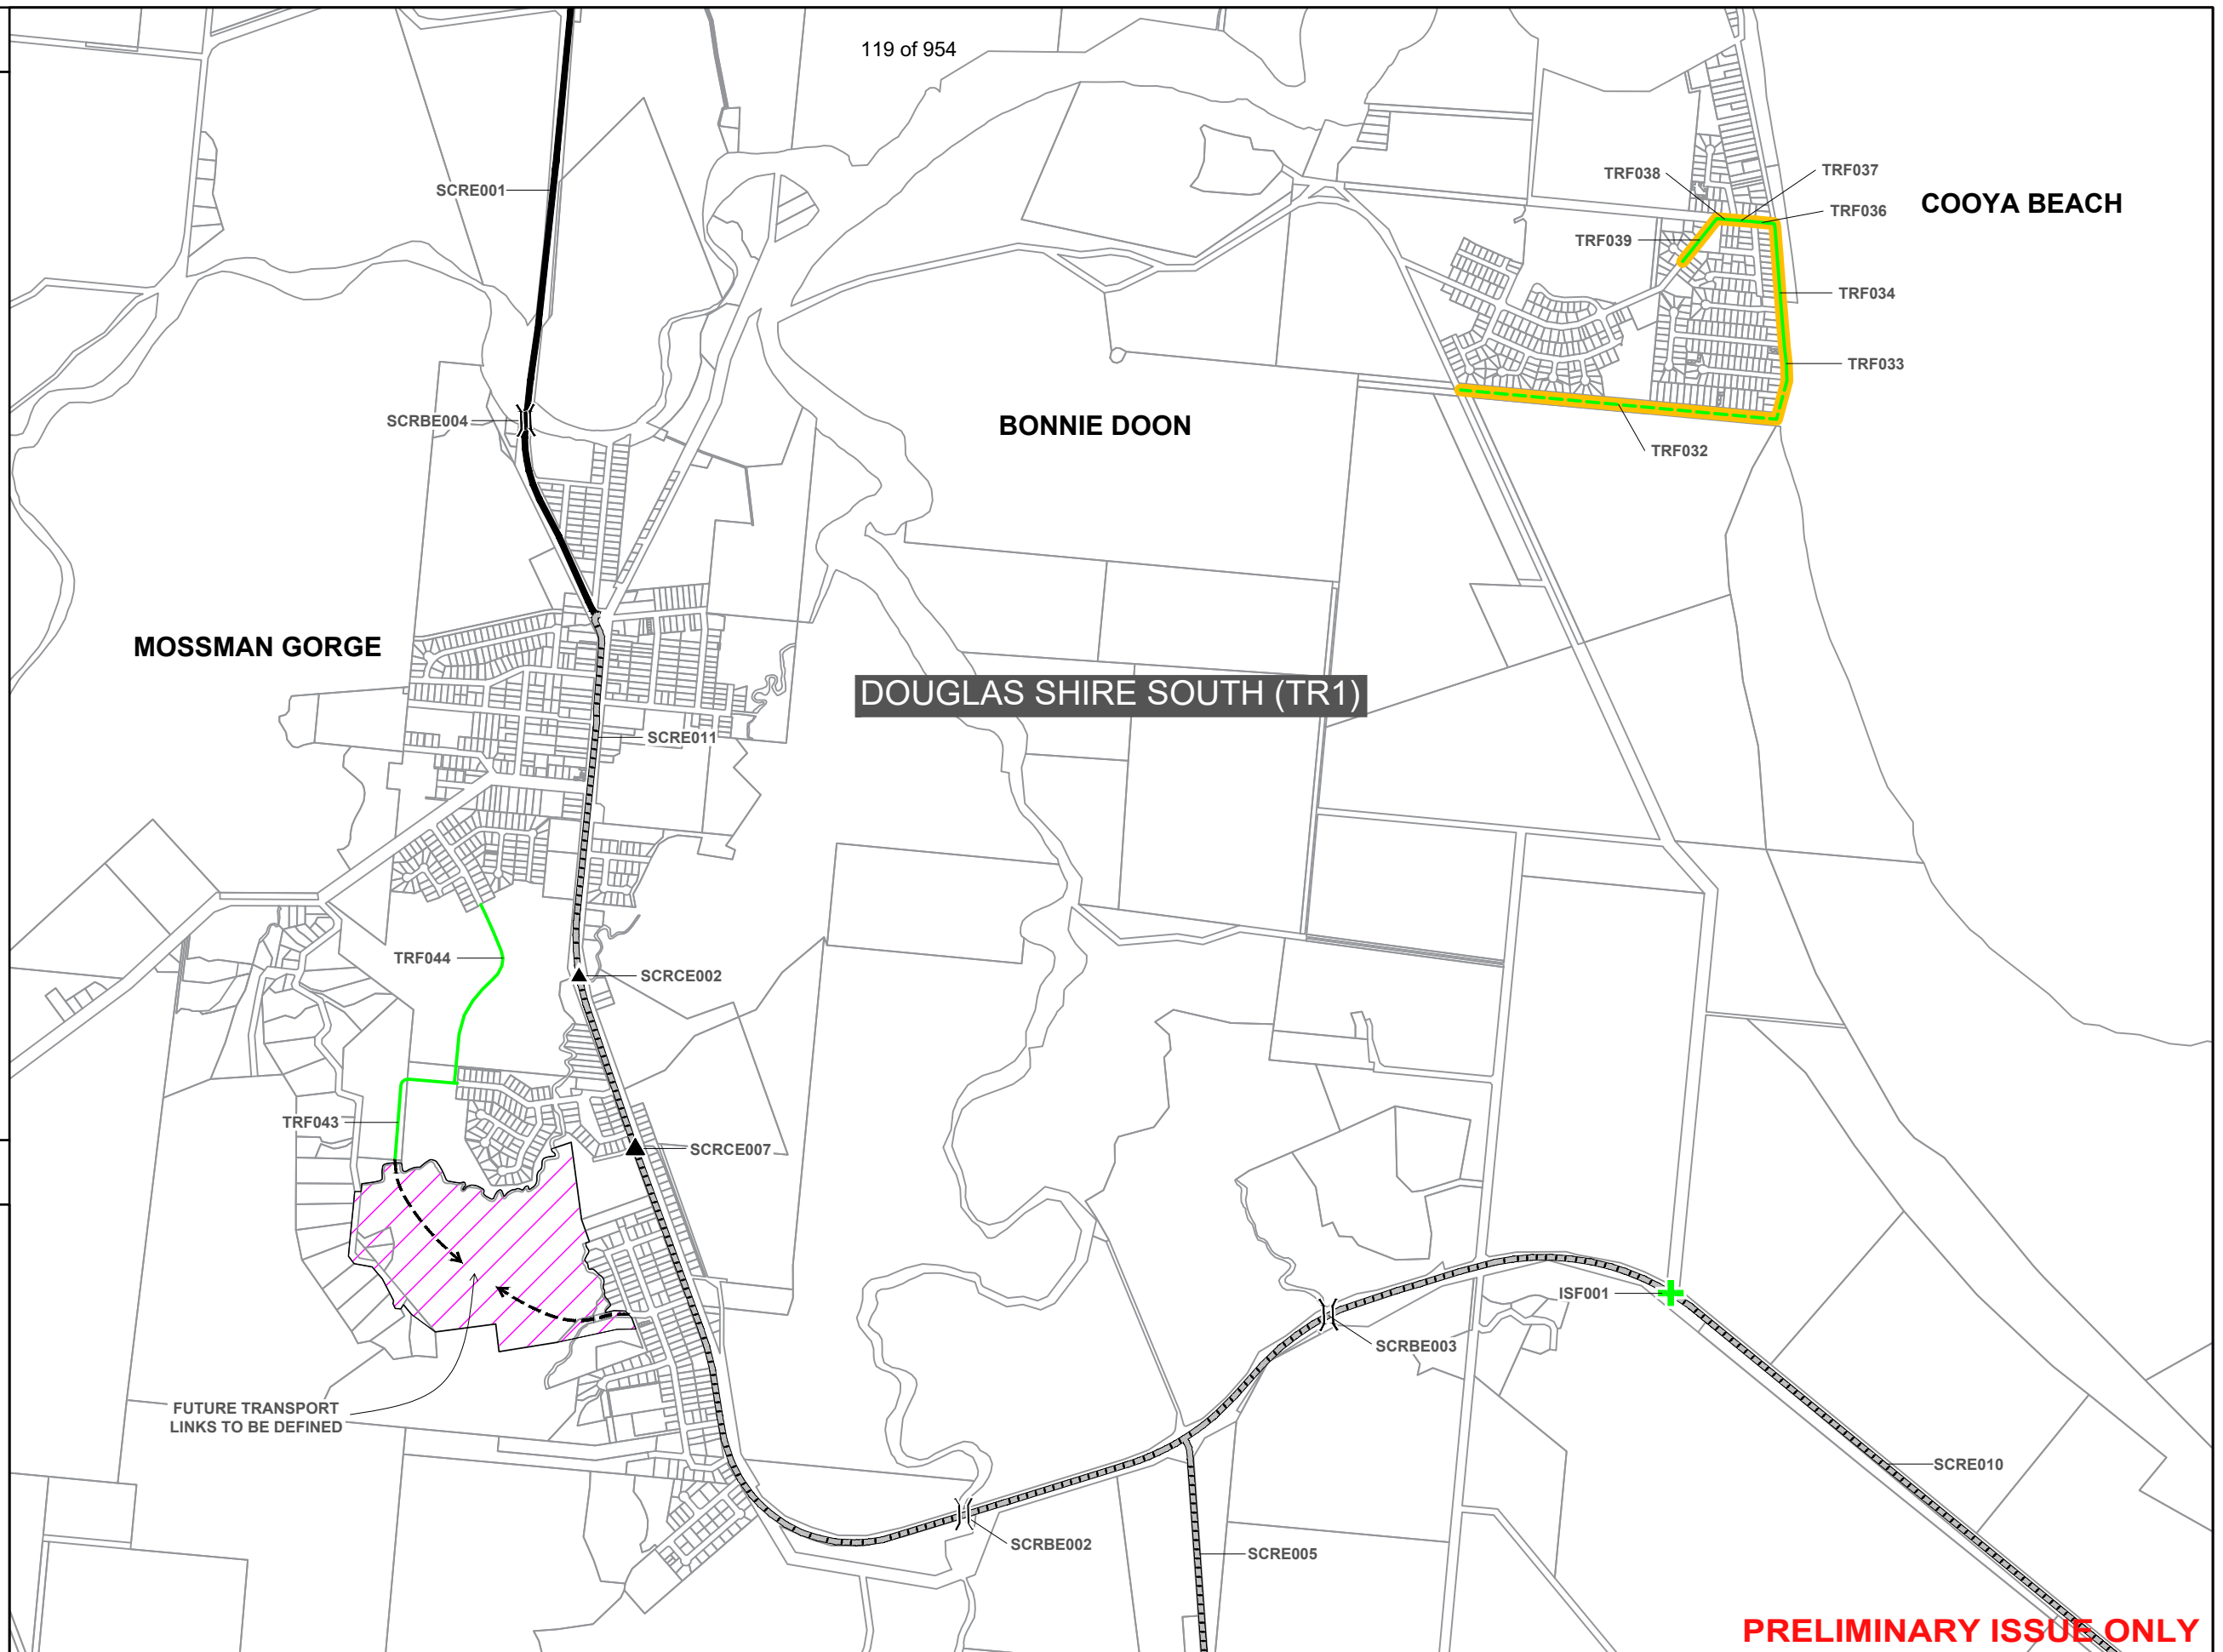 119 of 954
TRF038
TRF037
SCRE001
COOYA BEACH
TRF036
TRF039
TRF034
TRF033
SCRBE004
BONNIE DOON
TRF032
MOSSMAN GORGE
DOUGLAS SHIRE SOUTH (TR1)
SCRE011
TRF044
SCRCE002
TRF043
SCRCE007
ISF001
SCRBE003
FUTURE TRANSPORT
LINKS TO BE DEFINED
SCRE010
SCRBE002
SCRE005
PRELIMINARY ISSUE ONLY